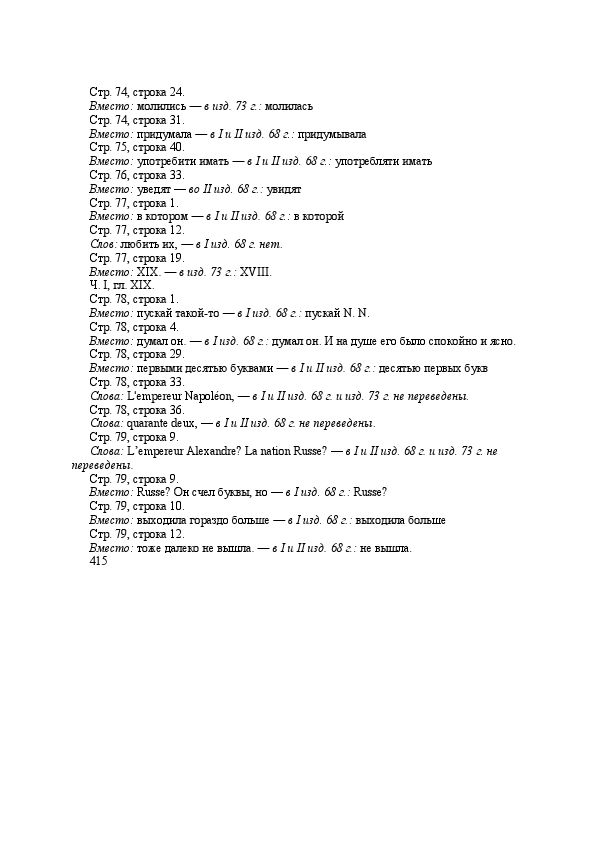 Стр. 74, строка 24.
Вместо: молились — в изд. 73 г.: молилась
Стр. 74, строка 31.
Вместо: придумала — в I и II изд. 68 г.: придумывала
Стр. 75, строка 40.
Вместо: употребити имать — в I и II изд. 68 г.: употребляти имать
Стр. 76, строка 33.
Вместо: уведят — во II изд. 68 г.: увидят
Стр. 77, строка 1.
Вместо: в котором — в I и II изд. 68 г.: в которой
Стр. 77, строка 12.
Слов: любить их, — в I изд. 68 г. нет.
Стр. 77, строка 19.
Вместо: XIX. — в изд. 73 г.: XVIII.
Ч. I, гл. XIX.
Стр. 78, строка 1.
Вместо: пускай такой-то — в I изд. 68 г.: пускай N. N.
Стр. 78, строка 4.
Вместо: думал он. — в I изд. 68 г.: думал он. И на душе его было спокойно и ясно.
Стр. 78, строка 29.
Вместо: первыми десятью буквами — в I и II изд. 68 г.: десятью первых букв
Стр. 78, строка 33.
Слова: L'empereur Napoléon, — в I и II изд. 68 г. и изд. 73 г. не переведены.
Стр. 78, строка 36.
Слова: quarante deux, — в I и II изд. 68 г. не переведены.
Стр. 79, строка 9.
Слова: L’empereur Alexandre? La nation Russe? — в I и II изд. 68 г. и изд. 73 г. не
переведены.
Стр. 79, строка 9.
Вместо: Russe? Он счел буквы, но — в I изд. 68 г.: Russe?
Стр. 79, строка 10.
Вместо: выходила гораздо больше — в I изд. 68 г.: выходила больше
Стр. 79, строка 12.
Вместо: тоже далеко не вышла. — в I и II изд. 68 г.: не вышла.
415